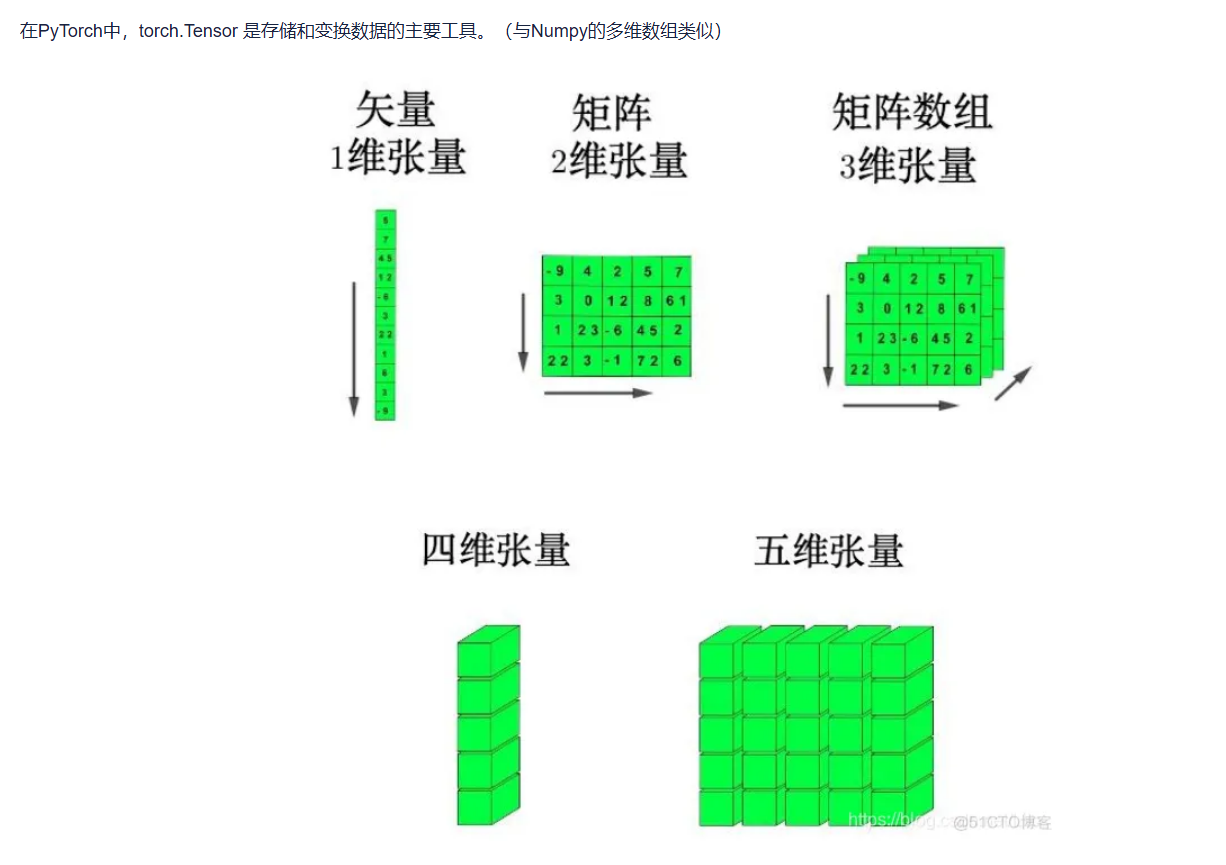 在PyTorch中，torch.Tensor 是存储和变换数据的主要工具。（与Numpy的多维数组类似）
矢量
1维张量
矩阵
2维张量
矩阵数组
3维张量
5
7
45
12
-6
3
22
1
6
3
-9
-9 4 2 5 7
3 0 12 8 61
1 23 -6 45 2
22 3 -1 72 6
-9 4 2 5 7
3 0 12 8 61
1 23 -6 45 2
22 3 -1 72 6
四维张量
五维张量
https://blog.c
@51CTO博客